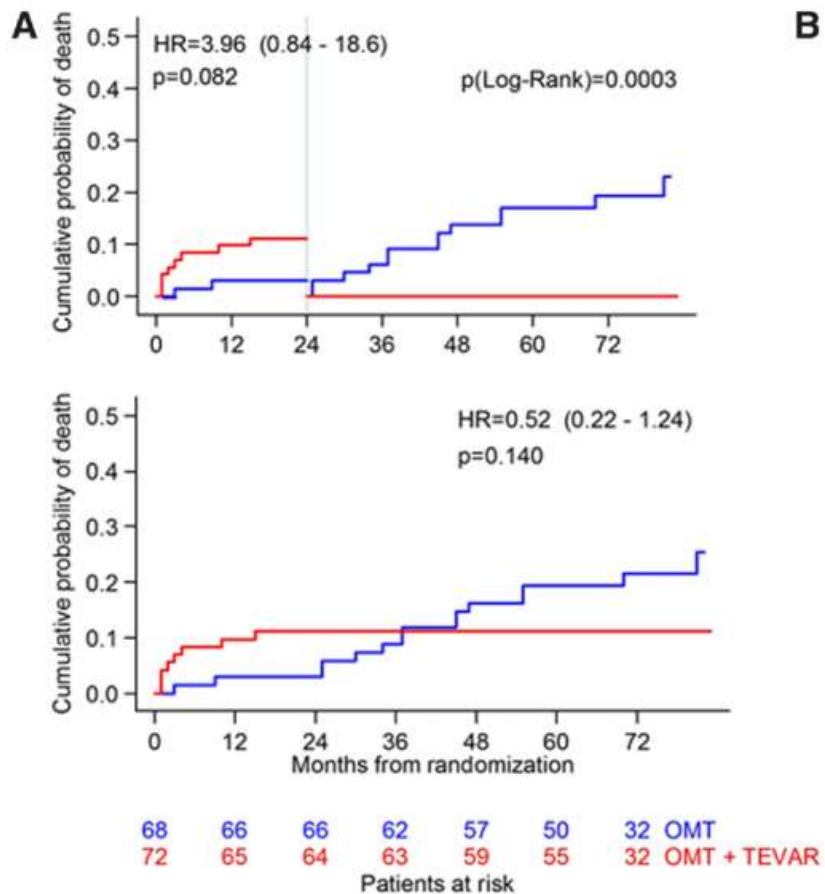 A
B
Cumulative probability of death
0.5
0.4
0.3
0.2
0.1
0.0
HR=3.96 (0.84 - 18.6)
p=0.082
p(Log-Rank)=0.0003
0 12 24 36 48 60 72
Cumulative probability of death
0.5
0.4
0.3
0.2
0.1
0.0
HR=0.52 (0.22 - 1.24)
p=0.140
0 12 24 36 48 60 72
Months from randomization
68 66 66 62 57 50 32 OMT
72 65 64 63 59 55 32 OMT + TEVAR
Patients at risk